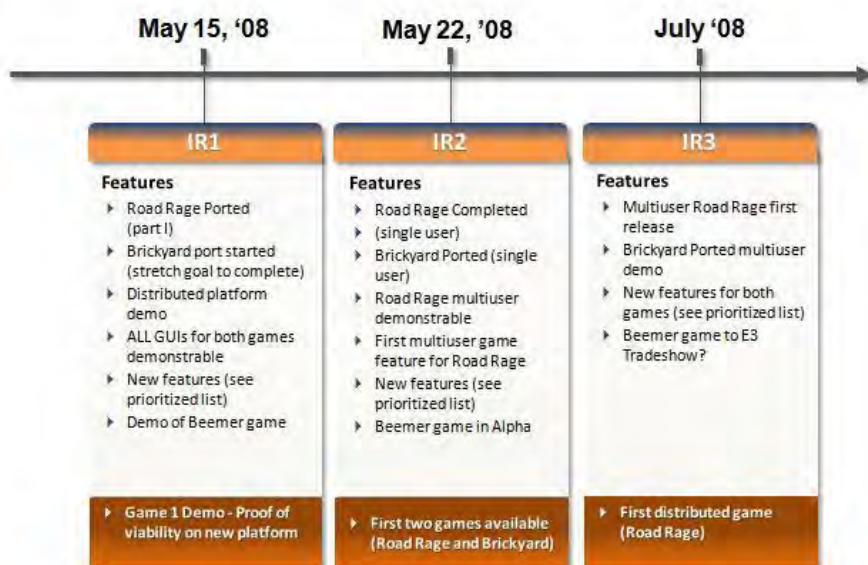 May 15, ‘08
May 22, ’08
July ‘08
IR1
Features
Road Rage Ported
(part I)
Brickyard port started
(stretch goal to complete)
Distributed platform
demo
ALL GUIs for both games
demonstrable
New features (see
prioritized list)
Demo of Beemer game
Game 1 Demo - Proof of
viability on new platform
IR2
Features
Road Rage Completed
(single user)
Brickyard Ported (single
user)
Road Rage multiuser
demonstrable
First multiuser game
feature for Road Rage
New features (see
prioritized list)
Beemer game in Alpha
First two games available
(Road Rage and Brickyard)
IR3
Features
Multiuser Road Rage first
release
Brickyard Ported multiuser
demo
New features for both
games (see prioritized list)
Beemer game to E3
Tradeshow?
First distributed game
(Road Rage)